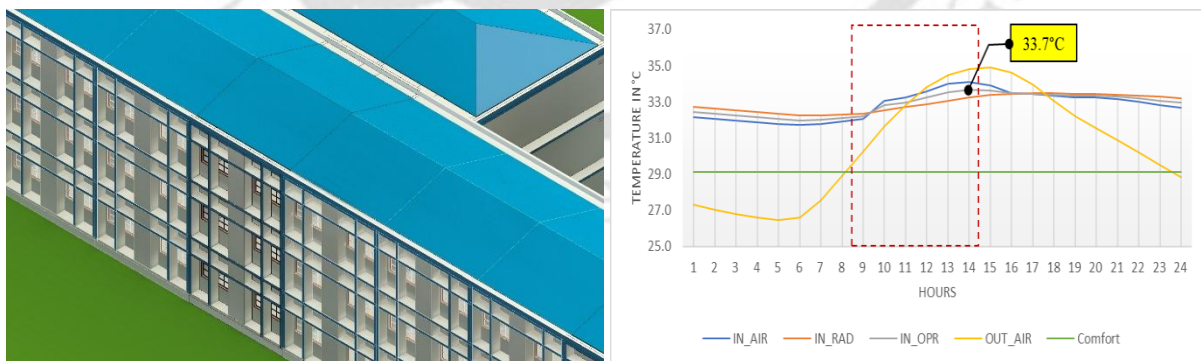 37.0
35.0
33.0
31.0
29.0
27.0
25.0
TEMPERATURE IN °C
33.7°C
1 2 3 4 5 6 7 8 9 10 11 12 13 14 15 16 17 18 19 20 21 22 23 24
HOURS
IN_AIR IN_RAD IN_OPR OUT_AIR Comfort